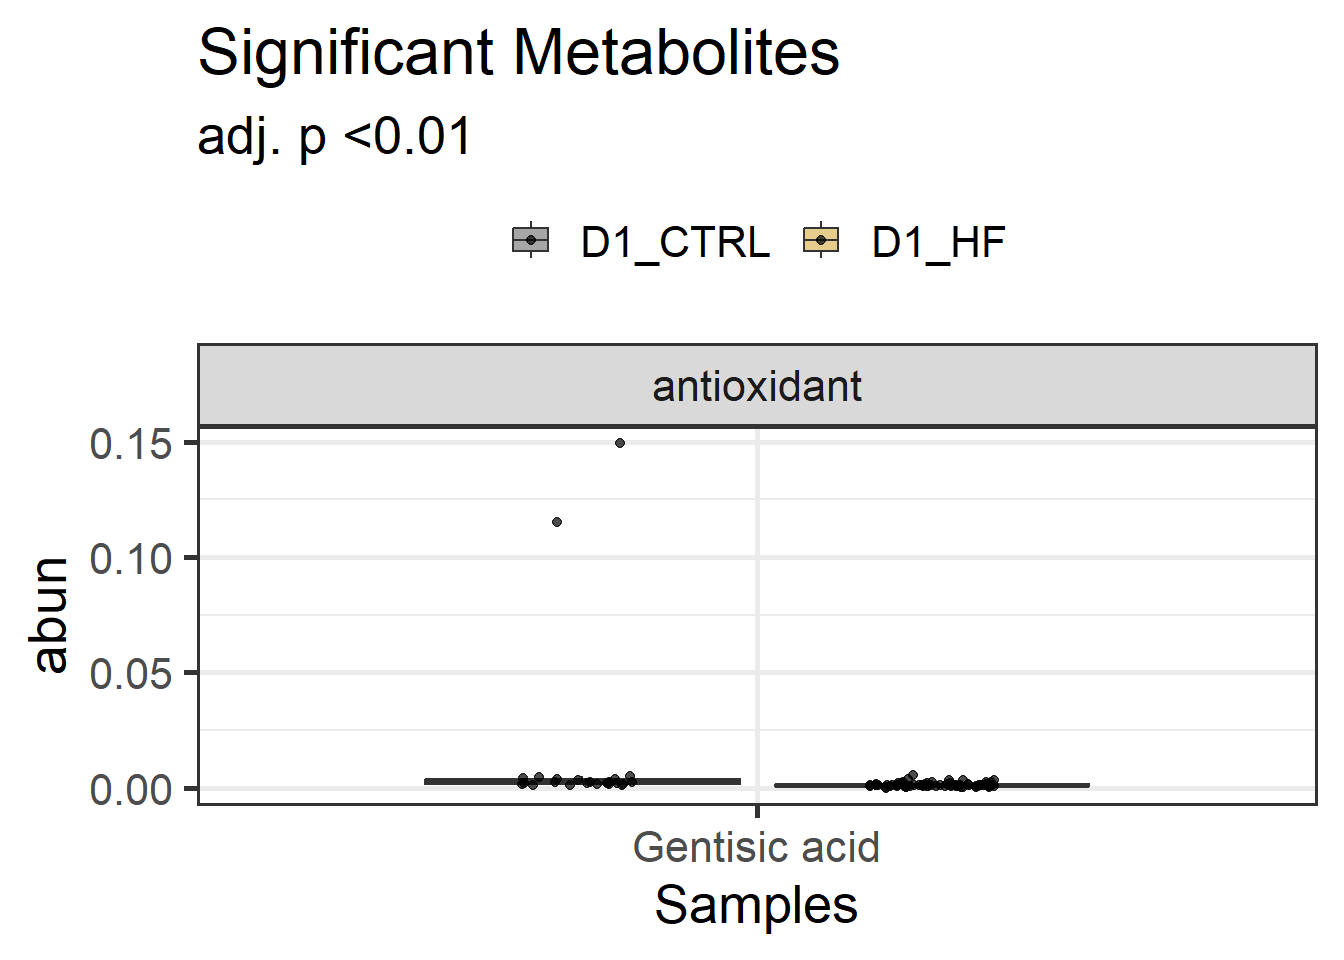 Significant Metabolites
adj. p <0.01
D1_CTRL D1_HF
antioxidant
0.15
0.10
0.05
0.00
abun
Gentisic acid
Samples